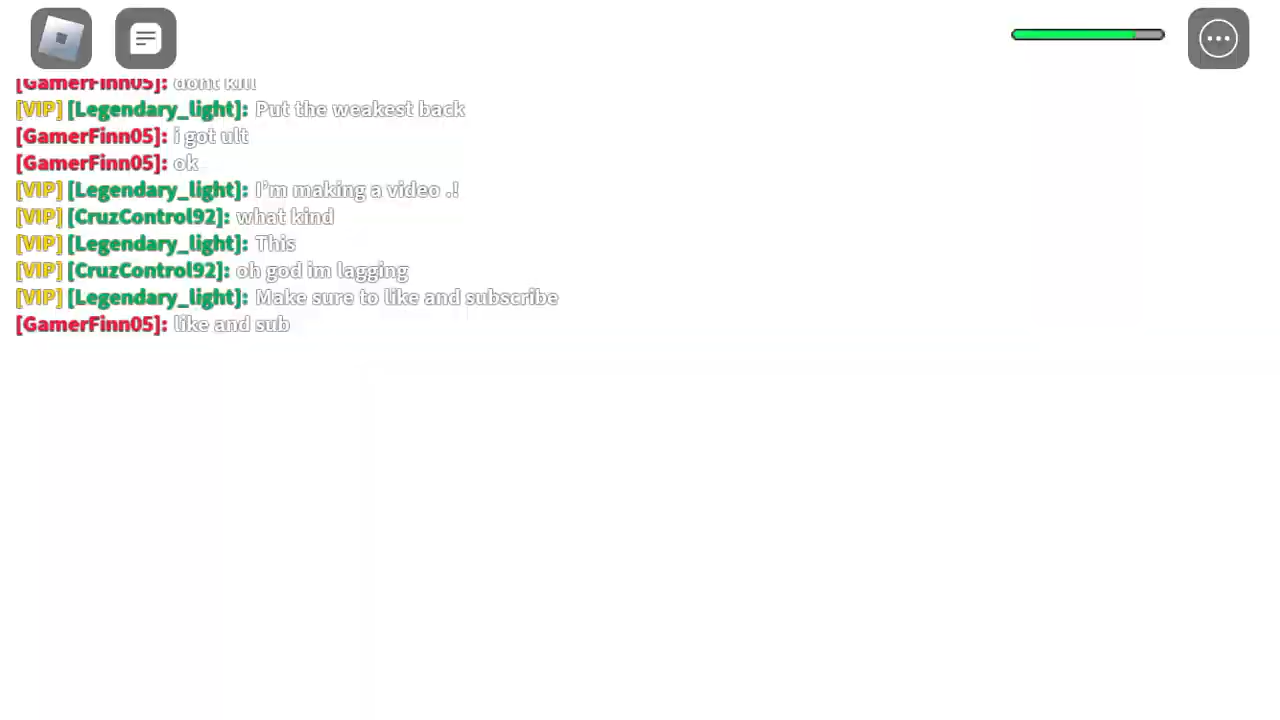 [GamerFinn05]: dont kill
[VIP] [Legendary_light]: Put the weakest back
[GamerFinn05]: i got ult
[GamerFinn05]: ok
[VIP] [Legendary_light]: I'm making a video .!
[VIP] [CruzControl92]: what kind
[VIP] [Legendary_light]: This
[VIP] [CruzControl92]: oh god im lagging
[VIP] [Legendary_light]: Make sure to like and subscribe
[GamerFinn05]: like and sub